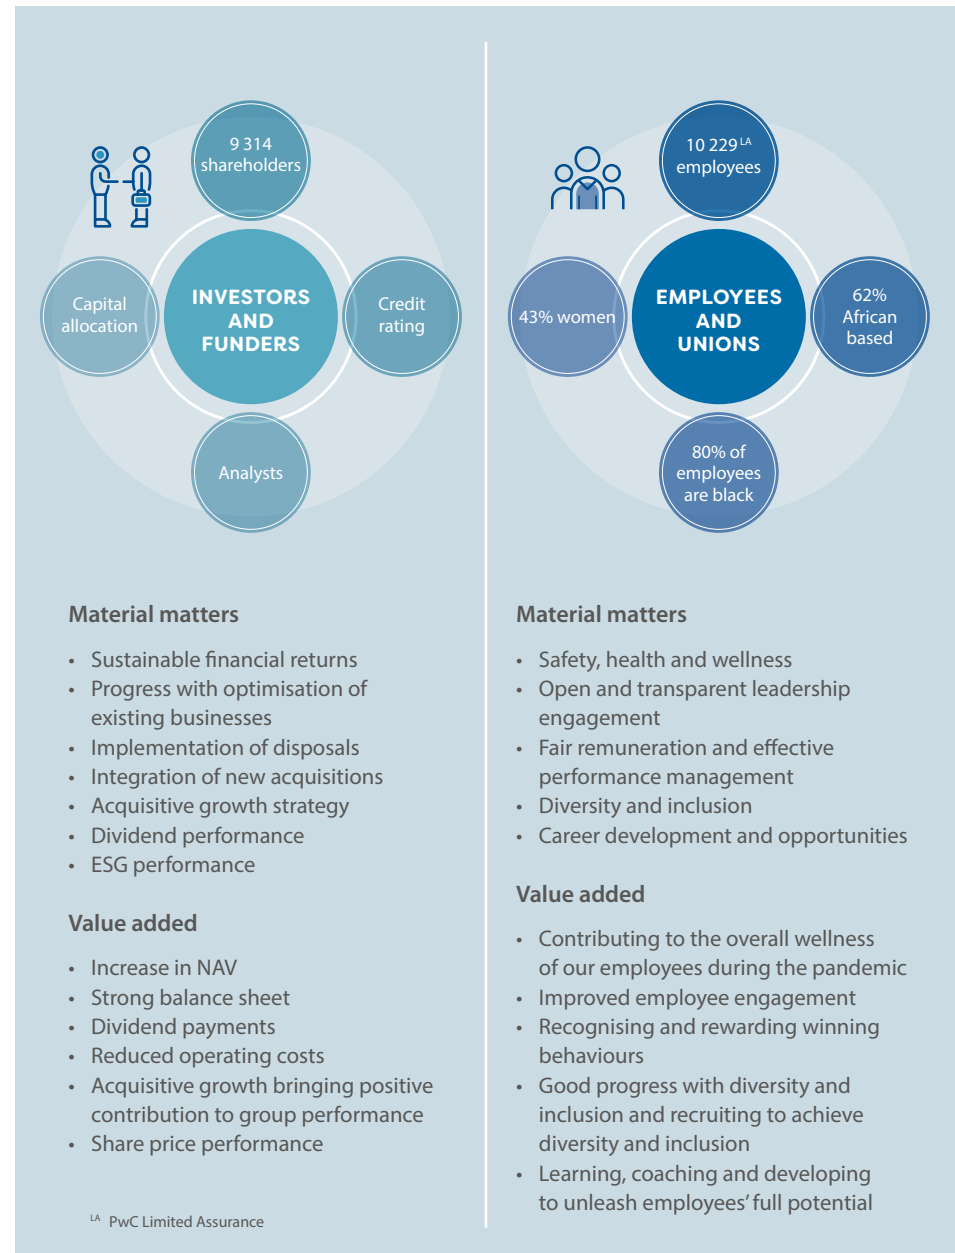 9 314
shareholders
Capital
allocation
INVESTORS
AND
FUNDERS
Credit
rating
Analysts
Material matters
• Sustainable financial returns
• Progress with optimisation of
existing businesses
• Implementation of disposals
• Integration of new acquisitions
• Acquisitive growth strategy
• Dividend performance
• ESG performance
Value added
• Increase in NAV
• Strong balance sheet
• Dividend payments
• Reduced operating costs
• Acquisitive growth bringing positive
contribution to group performance
• Share price performance
LA PwC Limited Assurance
10 229 LA
employees
43% women
EMPLOYEES
AND
UNIONS
62%
African
based
80% of
employees
are black
Material matters
• Safety, health and wellness
• Open and transparent leadership
engagement
• Fair remuneration and effective
performance management
• Diversity and inclusion
• Career development and opportunities
Value added
• Contributing to the overall wellness
of our employees during the pandemic
• Improved employee engagement
• Recognising and rewarding winning
behaviours
• Good progress with diversity and
inclusion and recruiting to achieve
diversity and inclusion
• Learning, coaching and developing
to unleash employees’ full potential